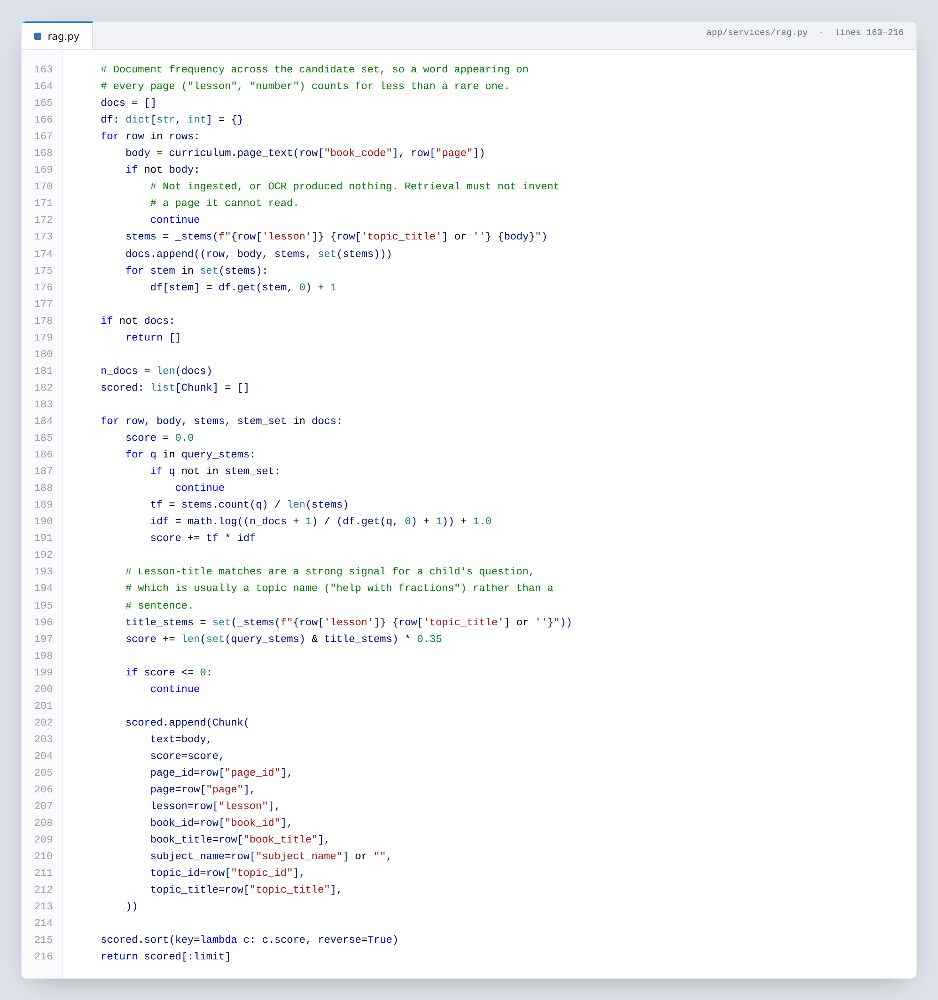 rag.py
app/services/rag.py · lines 163–216
163 # Document frequency across the candidate set, so a word appearing on
164 # every page ("lesson", "number") counts for less than a rare one.
165 docs = []
166 df: dict[str, int] = {}
167 for row in rows:
168     body = curriculum.page_text(row["book_code"], row["page"])
169     if not body:
170         # Not ingested, or OCR produced nothing. Retrieval must not invent
171         # a page it cannot read.
172         continue
173     stems = _stems(f"{row['lesson']} {row['topic_title'] or ''} {body}")
174     docs.append((row, body, stems, set(stems)))
175     for stem in set(stems):
176         df[stem] = df.get(stem, 0) + 1
177
178 if not docs:
179     return []
180
181 n_docs = len(docs)
182 scored: list[Chunk] = []
183
184 for row, body, stems, stem_set in docs:
185     score = 0.0
186     for q in query_stems:
187         if q not in stem_set:
188             continue
189         tf = stems.count(q) / len(stems)
190         idf = math.log((n_docs + 1) / (df.get(q, 0) + 1)) + 1.0
191         score += tf * idf
192
193     # Lesson-title matches are a strong signal for a child's question,
194     # which is usually a topic name ("help with fractions") rather than a
195     # sentence.
196     title_stems = set(_stems(f"{row['lesson']} {row['topic_title'] or ''}"))
197     score += len(set(query_stems) & title_stems) * 0.35
198
199     if score <= 0:
200         continue
201
202     scored.append(Chunk(
203         text=body,
204         score=score,
205         page_id=row["page_id"],
206         page=row["page"],
207         lesson=row["lesson"],
208         book_id=row["book_id"],
209         book_title=row["book_title"],
210         subject_name=row["subject_name"] or "",
211         topic_id=row["topic_id"],
212         topic_title=row["topic_title"],
213     ))
214
215 scored.sort(key=lambda c: c.score, reverse=True)
216 return scored[:limit]